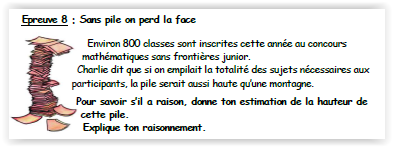 Epreuve 8 : Sans pile on perd la face
Environ 800 classes sont inscrites cette année au concours
mathématiques sans frontières junior.
Charlie dit que si on empilait la totalité des sujets nécessaires aux
participants, la pile serait aussi haute qu'une montagne.
Pour savoir s'il a raison, donne ton estimation de la hauteur de
cette pile.
Explique ton raisonnement.